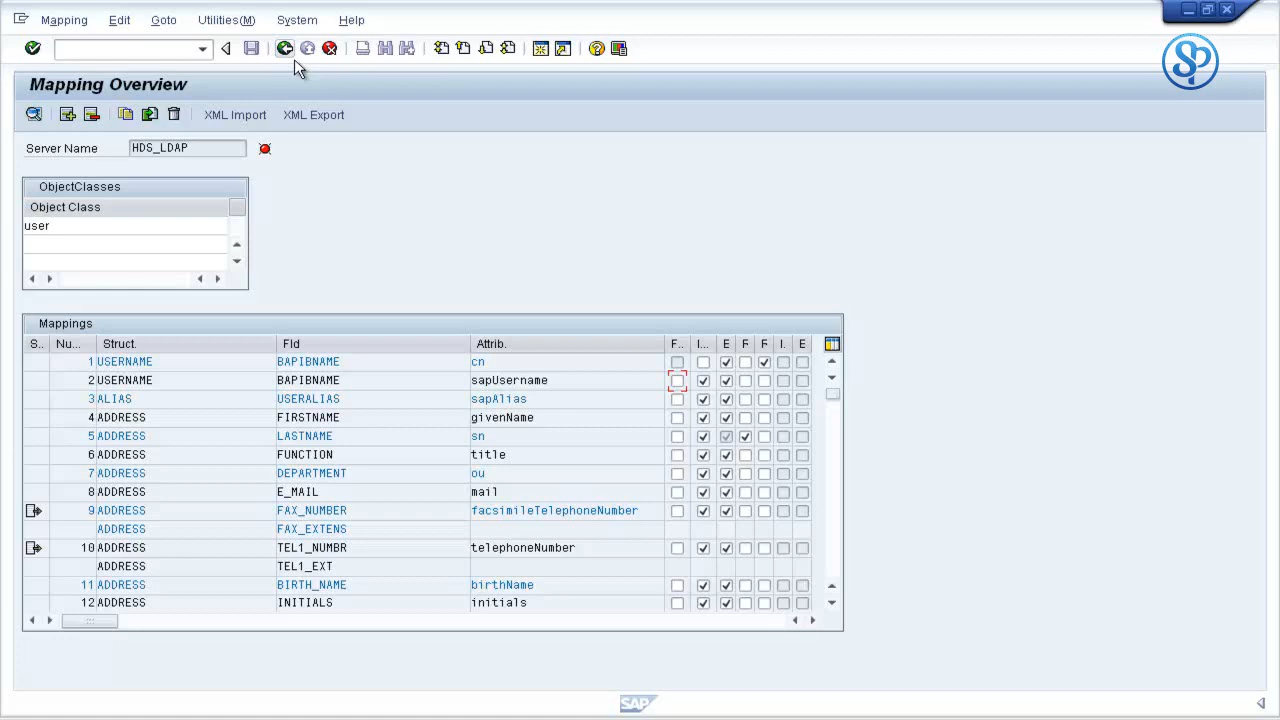 Mapping Edit Goto Utilities(M) System Help
SP
Mapping Overview
XML Import XML Export
Server Name HDS_LDAP
ObjectClasses
Object Class
user
Mappings
S.. Nu... Struct. Fld Attrib. F.. I... E F F I. E
1 USERNAME BAPIBNAME cn
2 USERNAME BAPIBNAME sapUsername
3 ALIAS USERALIAS sapAlias
4 ADDRESS FIRSTNAME givenName
5 ADDRESS LASTNAME sn
6 ADDRESS FUNCTION title
7 ADDRESS DEPARTMENT ou
8 ADDRESS E_MAIL mail
9 ADDRESS FAX_NUMBER facsimileTelephoneNumber
ADDRESS FAX_EXTENS
10 ADDRESS TEL1_NUMBR telephoneNumber
ADDRESS TEL1_EXT
11 ADDRESS BIRTH_NAME birthName
12 ADDRESS INITIALS initials
SAP